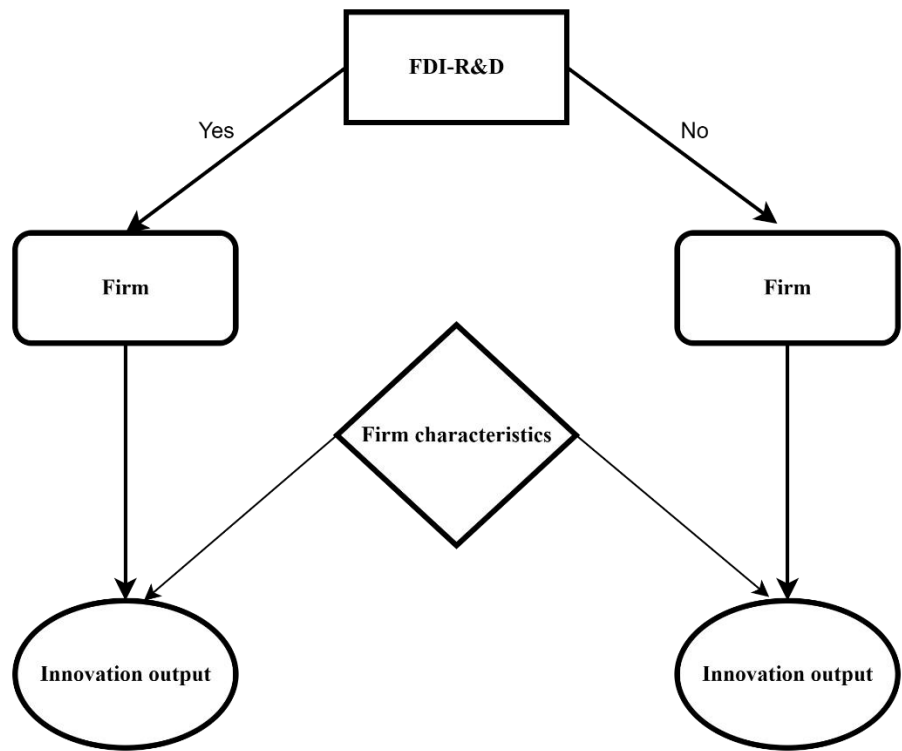 FDI-R&D
Yes
No
Firm
Firm
Firm characteristics
Innovation output
Innovation output